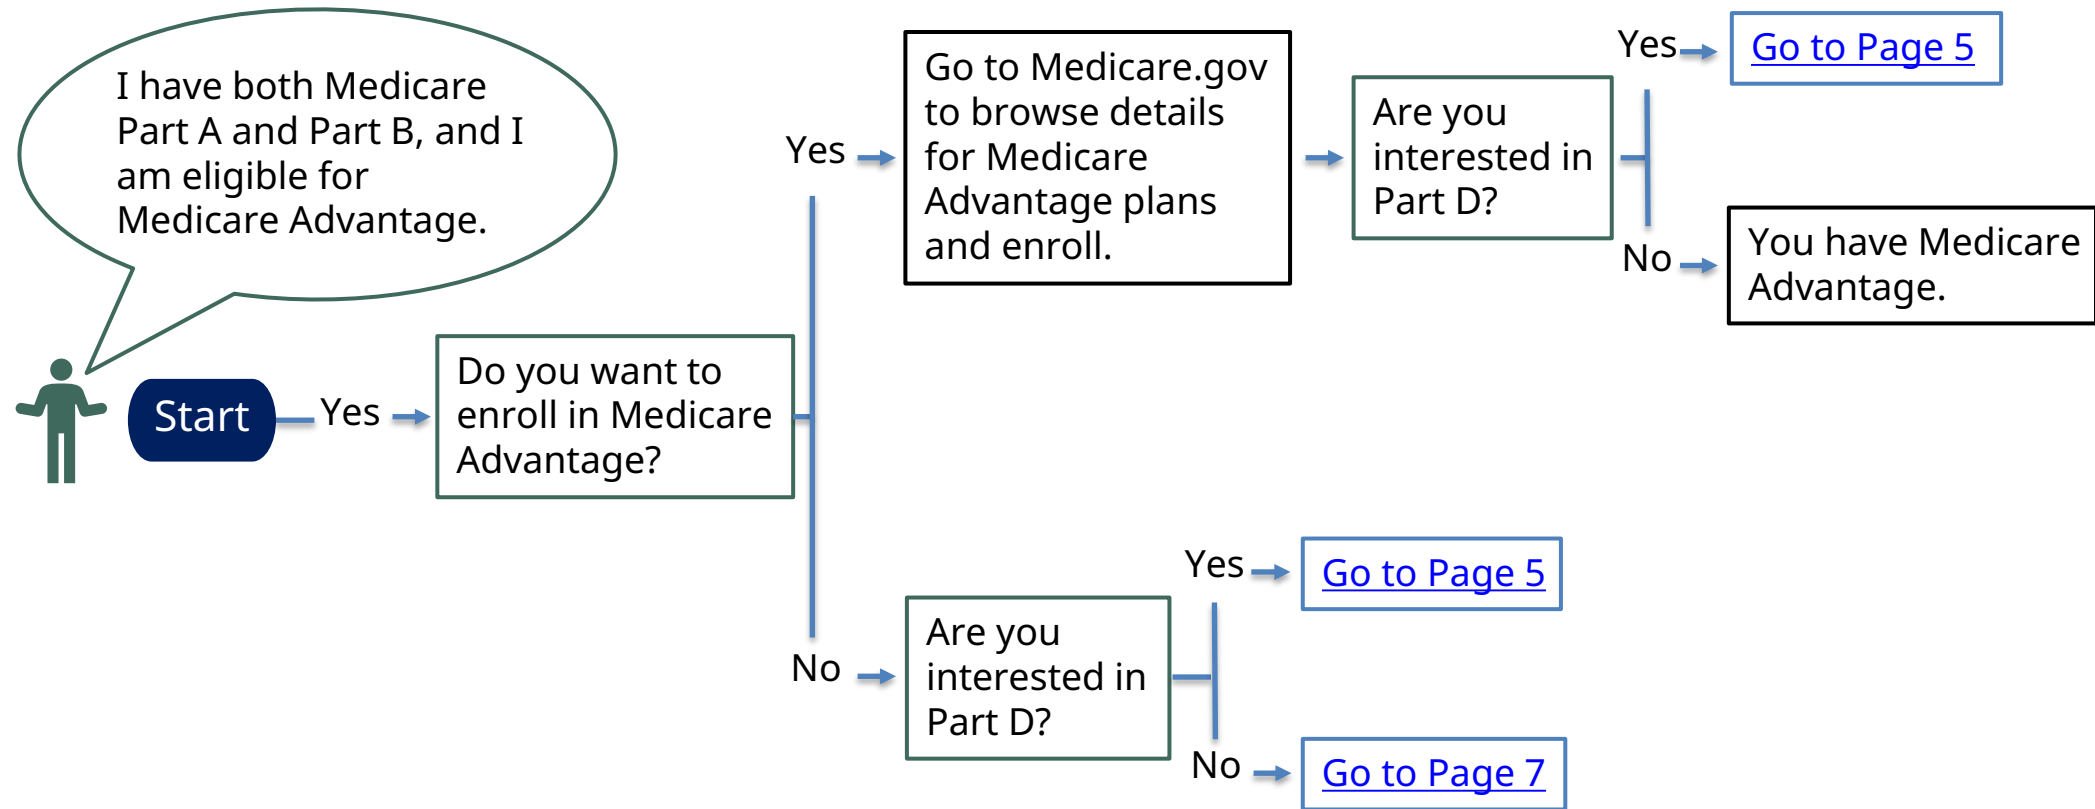 I have both Medicare
Part A and Part B, and I
am eligible for
Medicare Advantage.
Start
Yes
Do you want to
enroll in Medicare
Advantage?
Yes
Go to Medicare.gov
to browse details
for Medicare
Advantage plans
and enroll.
Are you
interested in
Part D?
Yes
Go to Page 5
No
You have Medicare
Advantage.
No
Are you
interested in
Part D?
Yes
Go to Page 5
No
Go to Page 7